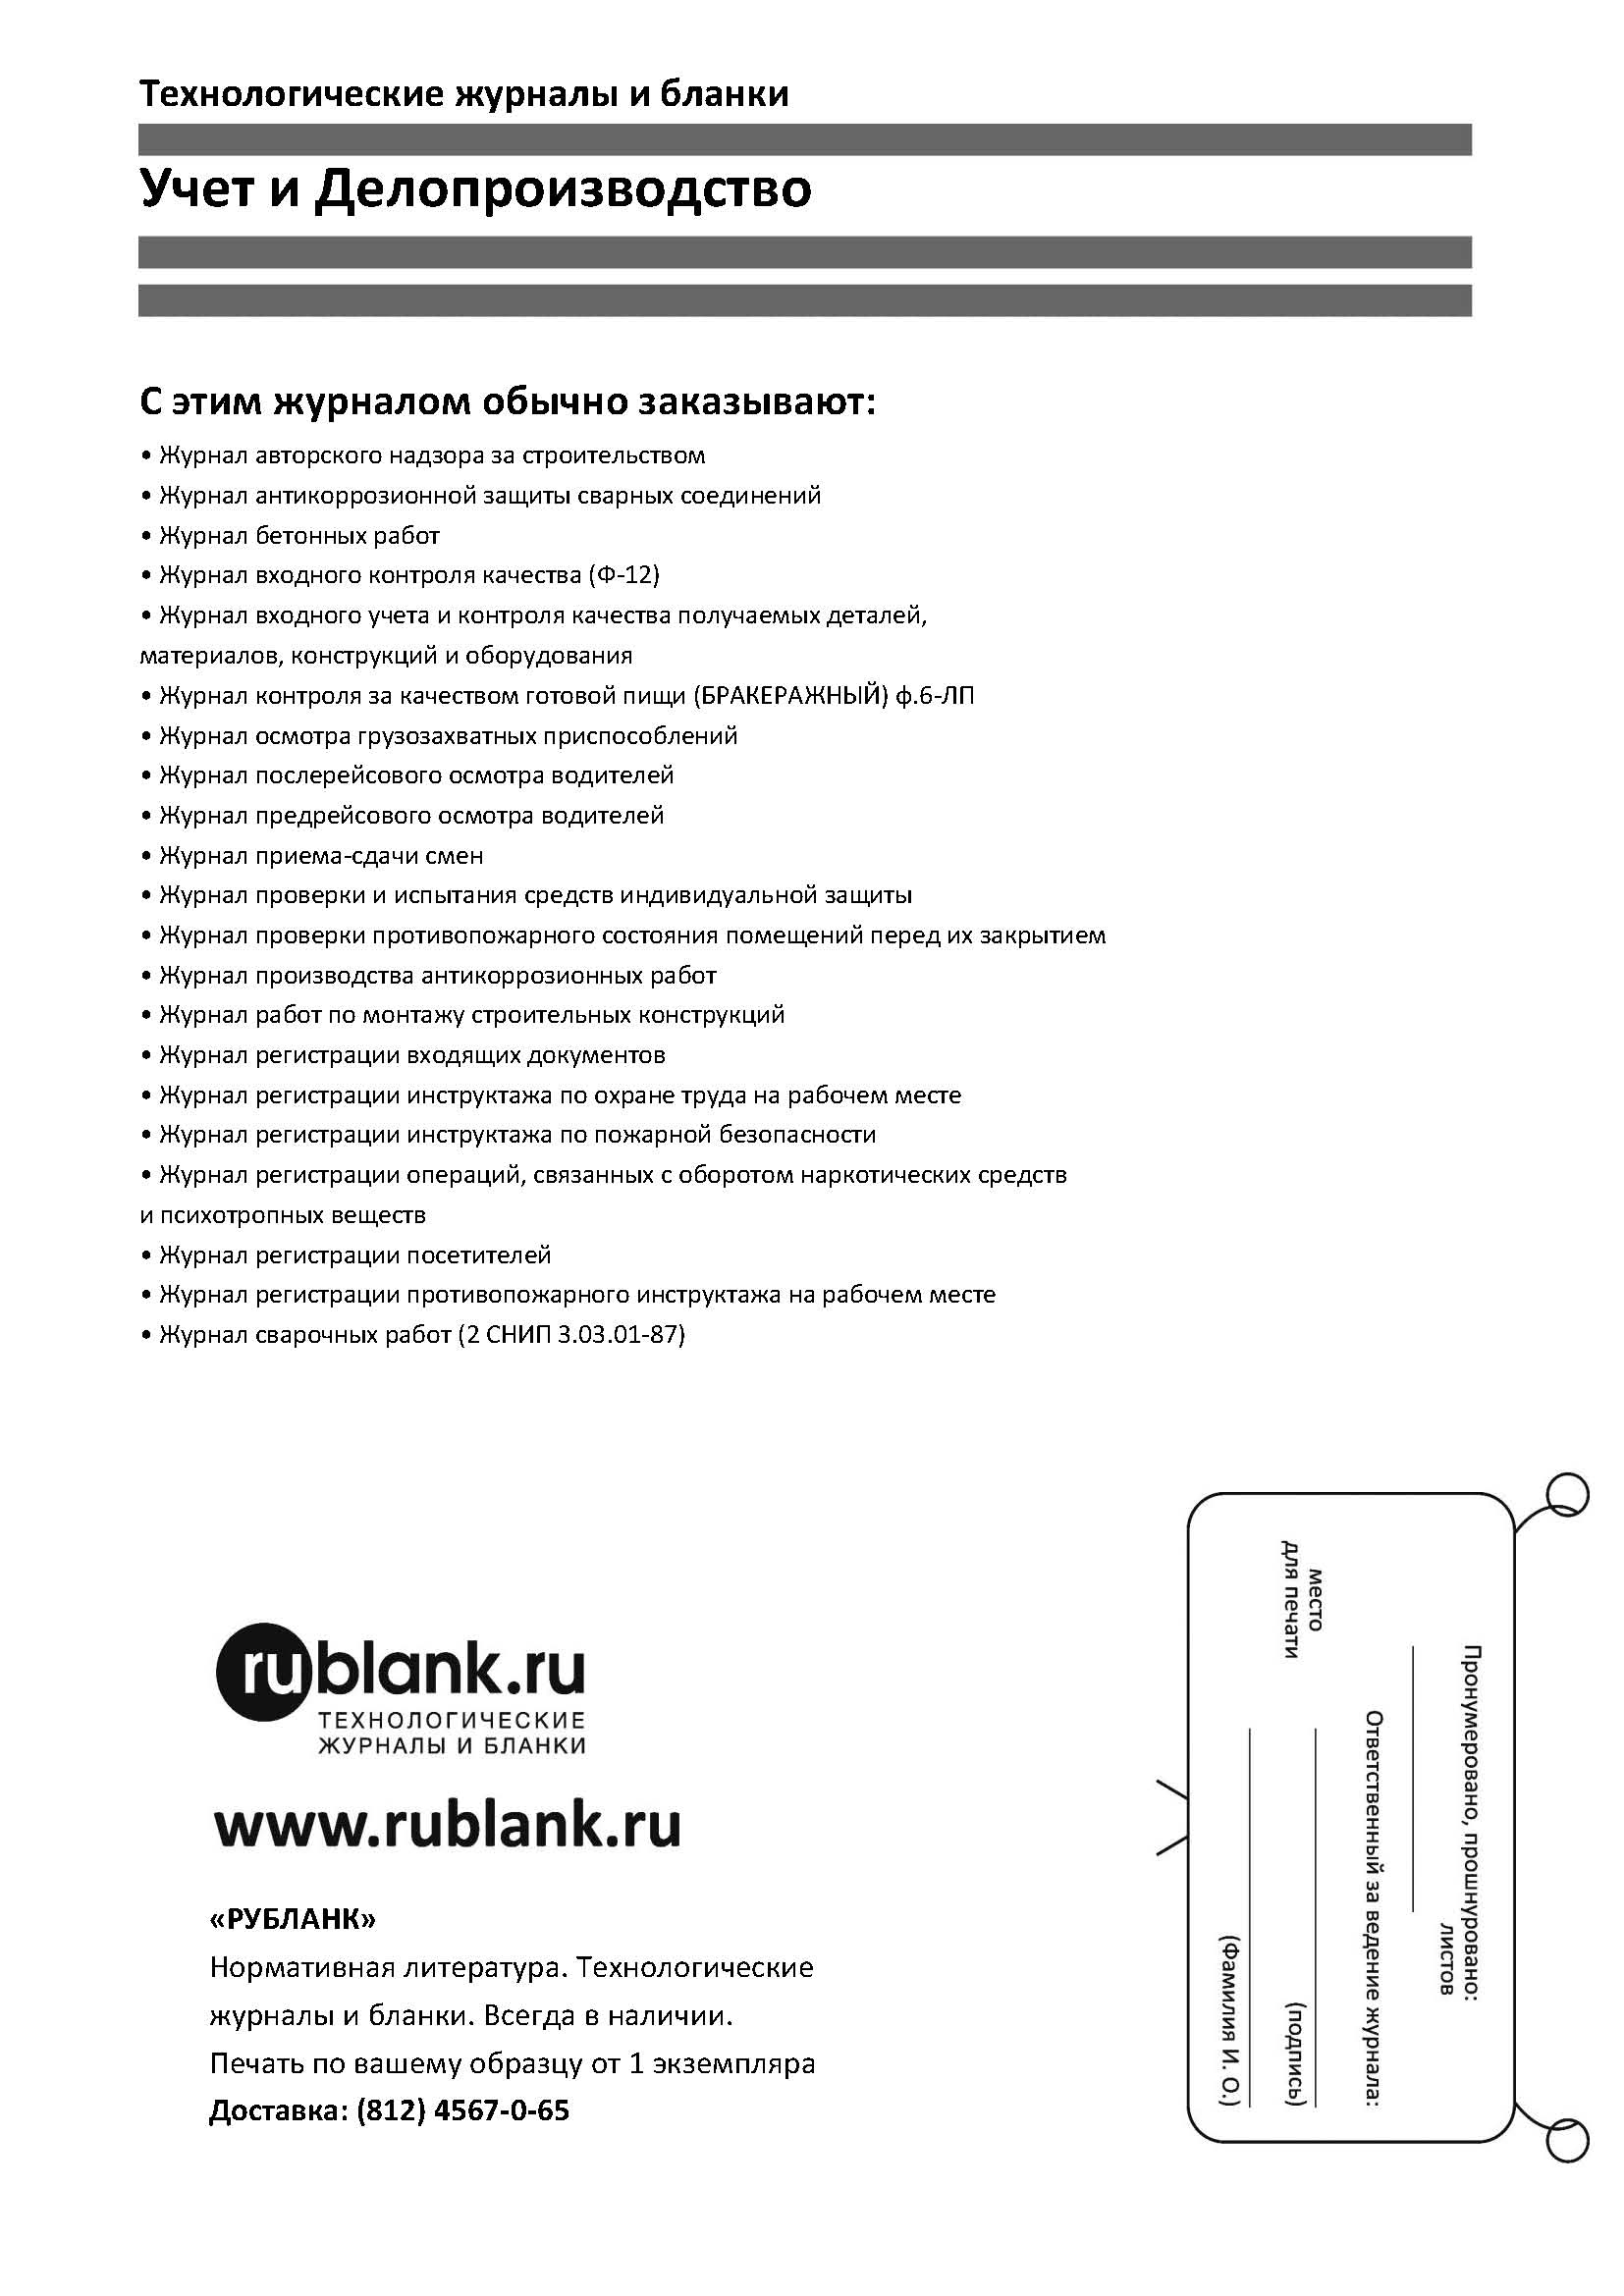 Технологические журналы и бланки
Учет и Делопроизводство
С этим журналом обычно заказывают:
• Журнал авторского надзора за строительством
• Журнал антикоррозионной защиты сварных соединений
• Журнал бетонных работ
• Журнал входного контроля качества (Ф-12)
• Журнал входного учета и контроля качества получаемых деталей,
материалов, конструкций и оборудования
• Журнал контроля за качеством готовой пищи (БРАКЕРАЖНЫЙ) ф.6-ЛП
• Журнал осмотра грузозахватных приспособлений
• Журнал послерейсового осмотра водителей
• Журнал предрейсового осмотра водителей
• Журнал приема-сдачи смен
• Журнал проверки и испытания средств индивидуальной защиты
• Журнал проверки противопожарного состояния помещений перед их закрытием
• Журнал производства антикоррозионных работ
• Журнал работ по монтажу строительных конструкций
• Журнал регистрации входящих документов
• Журнал регистрации инструктажа по охране труда на рабочем месте
• Журнал регистрации инструктажа по пожарной безопасности
• Журнал регистрации операций, связанных с оборотом наркотических средств
и психотропных веществ
• Журнал регистрации посетителей
• Журнал регистрации противопожарного инструктажа на рабочем месте
• Журнал сварочных работ (2 СНИП 3.03.01-87)
rublank.ru
ТЕХНОЛОГИЧЕСКИЕ
ЖУРНАЛЫ И БЛАНКИ
www.rublank.ru
«РУБЛАНК»
Нормативная литература. Технологические
журналы и бланки. Всегда в наличии.
Печать по вашему образцу от 1 экземпляра
Доставка: (812) 4567-0-65
Пронумеровано, прошнуровано:
листов
Ответственный за ведение журнала:
место
для печати
(подпись)
(Фамилия И. О.)